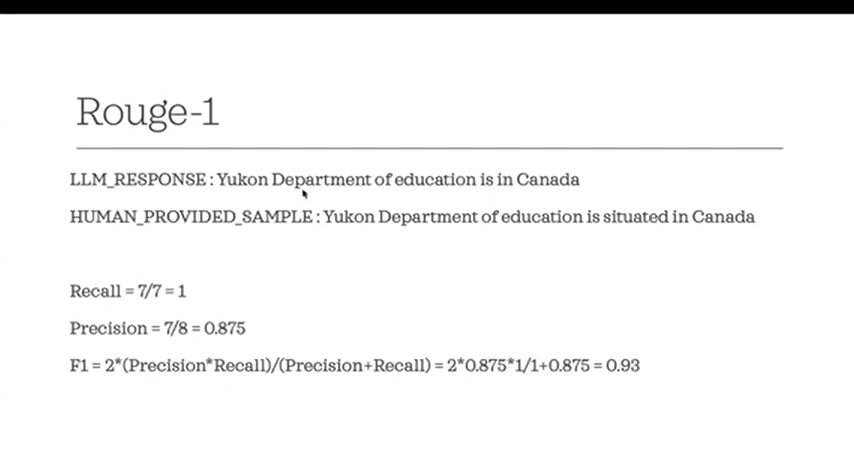 Rouge-1
LLM_RESPONSE : Yukon Department of education is in Canada
HUMAN_PROVIDED_SAMPLE : Yukon Department of education is situated in Canada
Recall = 7/7 = 1
Precision = 7/8 = 0.875
F1 = 2*(Precision*Recall)/(Precision+Recall) = 2*0.875*1/1+0.875 = 0.93